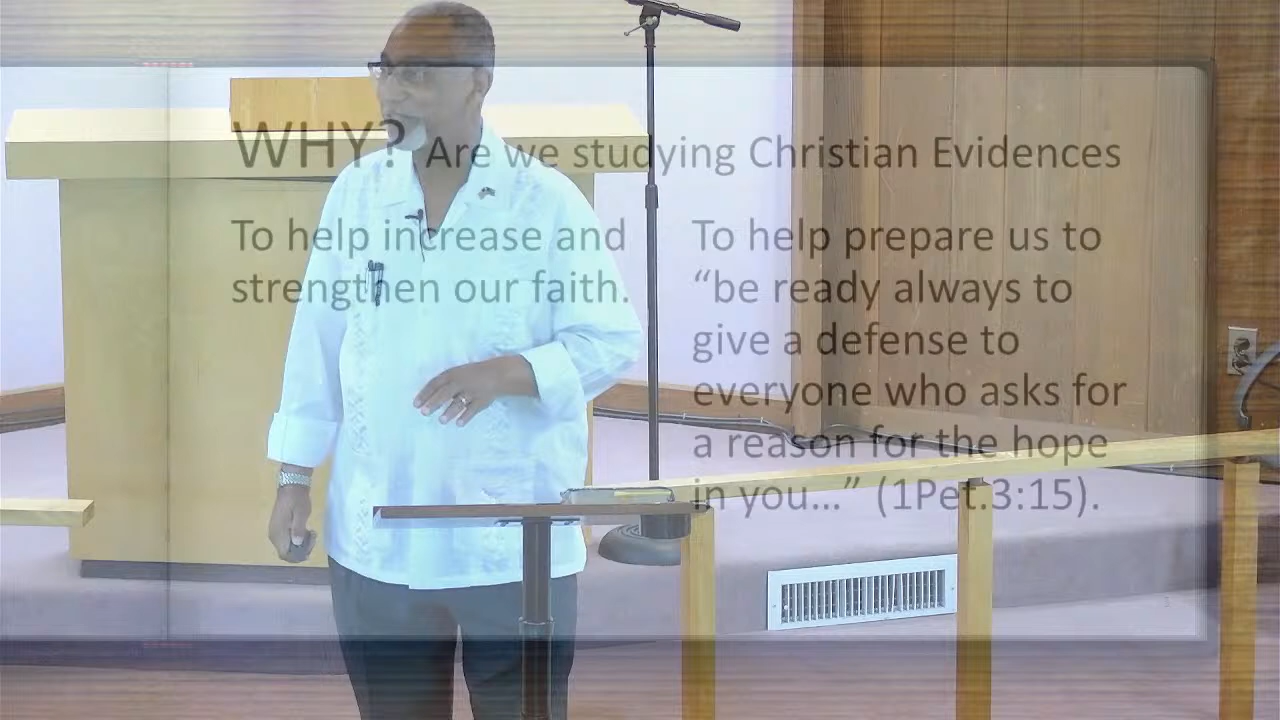 WHY? Are we studying Christian Evidences
To help increase and
strengthen our faith.
To help prepare us to
“be ready always to
give a defense to
everyone who asks for
a reason for the hope
in you...” (1Pet.3:15).